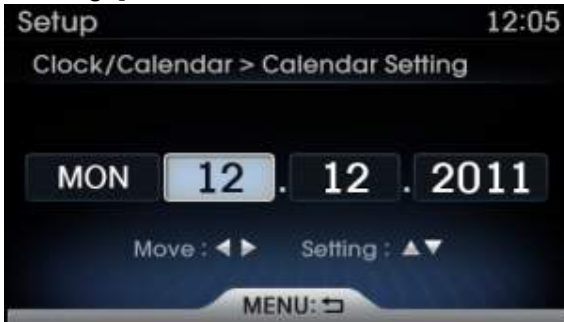 Setup 12:05
Clock/Calendar > Calendar Setting
MON 12 . 12 . 2011
Move : ◀ ▶ Setting : ▲▼
MENU: ⮌